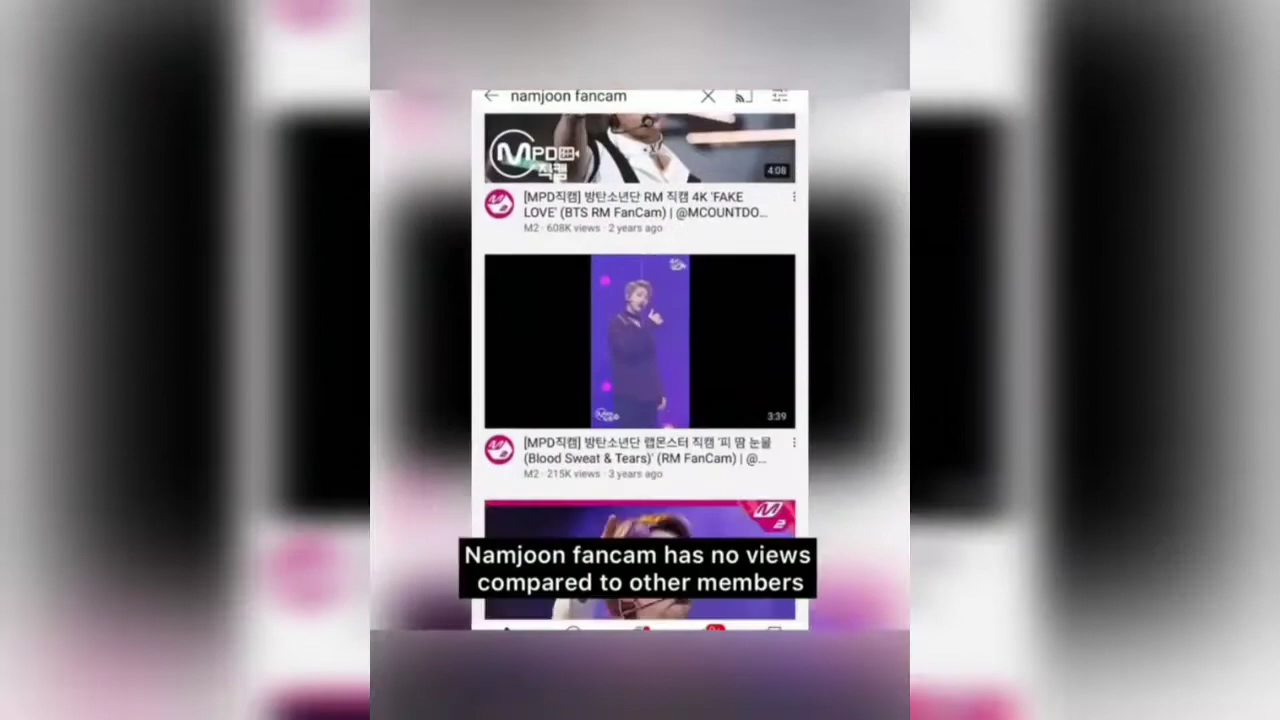 namjoon fancam
MPD
직캠
4:08
[MPD직캠] 방탄소년단 RM 직캠 4K 'FAKE
LOVE' (BTS RM FanCam) | @MCOUNTDO...
M2 · 608K views · 2 years ago
3:39
[MPD직캠] 방탄소년단 랩몬스터 직캠 '피 땀 눈물
(Blood Sweat & Tears)' (RM FanCam) | @...
M2 · 215K views · 3 years ago
M2
Namjoon fancam has no views
compared to other members